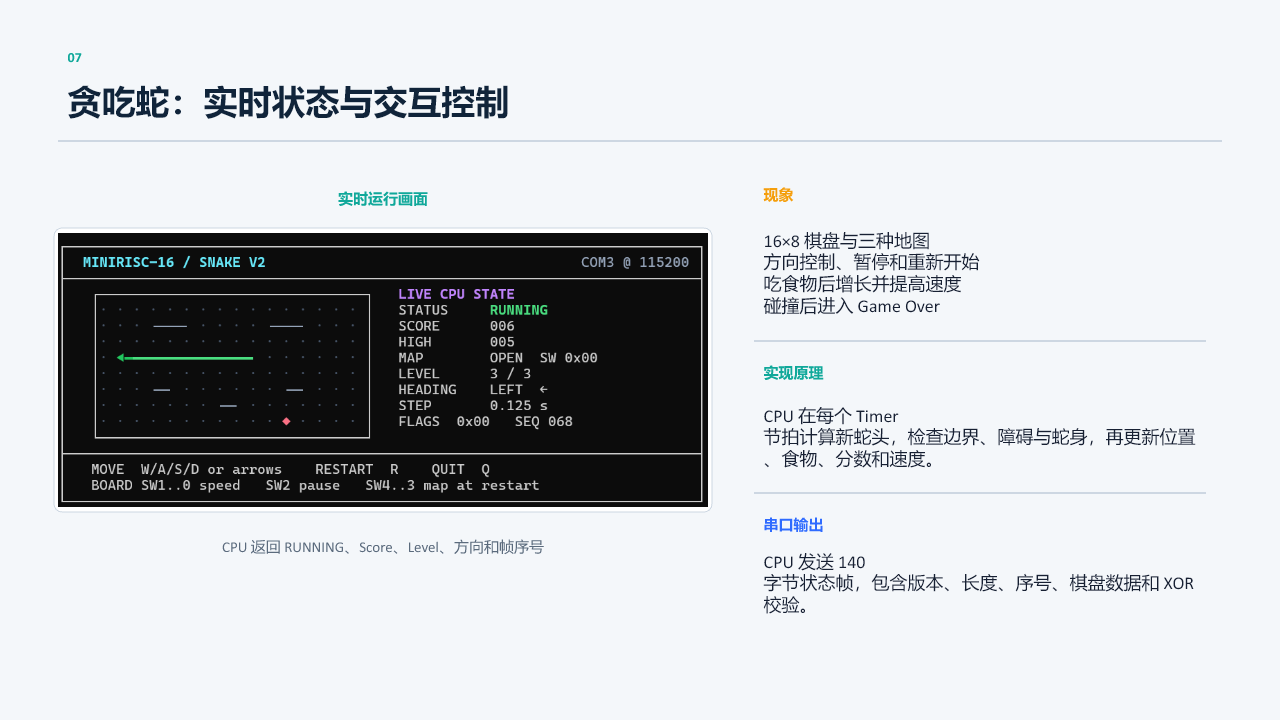 07
贪吃蛇：实时状态与交互控制
实时运行画面
MINIRISC-16 / SNAKE V2
COM3 @ 115200
LIVE CPU STATE
STATUS RUNNING
SCORE 006
HIGH 005
MAP OPEN SW 0x00
LEVEL 3 / 3
HEADING LEFT ←
STEP 0.125 s
FLAGS 0x00 SEQ 068
MOVE W/A/S/D or arrows RESTART R QUIT Q
BOARD SW1..0 speed SW2 pause SW4..3 map at restart
CPU 返回 RUNNING、Score、Level、方向和帧序号
现象
16×8 棋盘与三种地图
方向控制、暂停和重新开始
吃食物后增长并提高速度
碰撞后进入 Game Over
实现原理
CPU 在每个 Timer
节拍计算新蛇头，检查边界、障碍与蛇身，再更新位置
、食物、分数和速度。
串口输出
CPU 发送 140
字节状态帧，包含版本、长度、序号、棋盘数据和 XOR
校验。